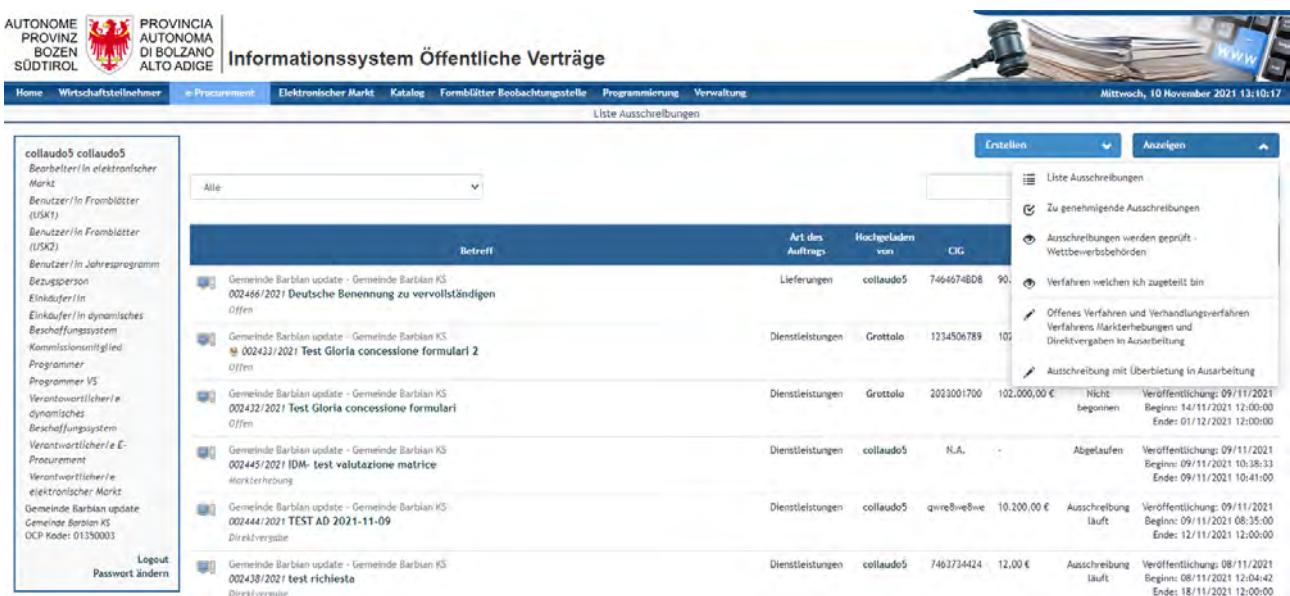 AUTONOME
PROVINZ
BOZEN
SÜDTIROL
PROVINCIA
AUTONOMA
DI BOLZANO
ALTO ADIGE
Informationssystem Öffentliche Verträge
WWW
Home Wirtschaftsteilnehmer e-Procurement Elektronischer Markt Katalog Formblätter Beobachtungsstelle Programmierung Verwaltung Mittwoch, 10 November 2021 13:10:17
Liste Ausschreibungen
collaudo5 collaudo5
Bearbeiter/in elektronischer
Markt
Benutzer/in Fromblätter
(USK1)
Benutzer/in Fromblätter
(USK2)
Benutzer/in Jahresprogramm
Bezugsperson
Einkäufer/in
Einkäufer/in dynamisches
Beschaffungssystem
Kommissionsmitglied
Programmer
Programmer VS
Verantowortlicher/e
dynamisches
Beschaffungssystem
Verantwortlicher/e E-
Procurement
Verantwortlicher/e
elektronischer Markt
Gemeinde Barbian update
Gemeinde Barbian KS
OCP Kode: 01350003
Logout
Passwort ändern
Erstellen Anzeigen
Alle
Liste Ausschreibungen
Zu genehmigende Ausschreibungen
Ausschreibungen werden geprüft -
Wettbewerbsbehörden
Verfahren welchen ich zugeteilt bin
Offenes Verfahren und Verhandlungsverfahren
Verfahrens Markterhebungen und
Direktvergaben in Ausarbeitung
Ausschreibung mit Überbietung in Ausarbeitung
Betreff Art des Auftrags Hochgeladen von CIG
Gemeinde Barbian update - Gemeinde Barbian KS
002466/2021 Deutsche Benennung zu vervollständigen
Offen
Lieferungen collaudo5 7464674BD8 90.
Gemeinde Barbian update - Gemeinde Barbian KS
002433/2021 Test Gloria concessione formulari 2
Offen
Dienstleistungen Grottolo 1234506789 102
Gemeinde Barbian update - Gemeinde Barbian KS
002432/2021 Test Gloria concessione formulari
Offen
Dienstleistungen Grottolo 2023001700 102.000,00 € Nicht begonnen
Veröffentlichung: 09/11/2021
Beginn: 14/11/2021 12:00:00
Ende: 01/12/2021 12:00:00
Gemeinde Barbian update - Gemeinde Barbian KS
002445/2021 IDM- test valutazione matrice
Markterhebung
Dienstleistungen collaudo5 N.A. - Abgelaufen
Veröffentlichung: 09/11/2021
Beginn: 09/11/2021 10:38:33
Ende: 09/11/2021 10:41:00
Gemeinde Barbian update - Gemeinde Barbian KS
002444/2021 TEST AD 2021-11-09
Direktvergabe
Dienstleistungen collaudo5 qwre8we8we 10.200,00 € Ausschreibung läuft
Veröffentlichung: 09/11/2021
Beginn: 09/11/2021 08:35:00
Ende: 12/11/2021 12:00:00
Gemeinde Barbian update - Gemeinde Barbian KS
002438/2021 test richiesta
Direktvergabe
Dienstleistungen collaudo5 7463734424 12,00 € Ausschreibung läuft
Veröffentlichung: 08/11/2021
Beginn: 08/11/2021 12:04:42
Ende: 18/11/2021 12:00:00